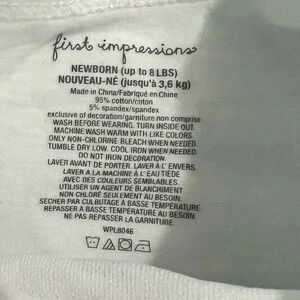 first impressions
NEWBORN (up to 8 LBS)
NOUVEAU-NÉ (jusqu'à 3,6 kg)
Made in China/Fabriqué en Chine
95% cotton/coton
5% spandex/spandex
exclusive of decoration/garniture non comprise
WASH BEFORE WEARING. TURN INSIDE OUT.
MACHINE WASH WARM WITH LIKE COLORS.
ONLY NON-CHLORINE BLEACH WHEN NEEDED.
TUMBLE DRY LOW. COOL IRON WHEN NEEDED.
DO NOT IRON DECORATION.
LAVER AVANT DE PORTER. LAVER À L' ENVERS.
LAVER A LA MACHINE À L' EAU TIÈDE
AVEC DES COULEURS SEMBLABLES.
UTILISER UN AGENT DE BLANCHIMENT
NON CHLORÉ SEULEMENT AU BESOIN.
SECHER PAR CULBUTAGE À BASSE TEMPÉRATURE
REPASSER À BASSE TEMPÉRATURE AU BESOIN.
NE PAS REPASSER LA GARNITURE.
WPL8046